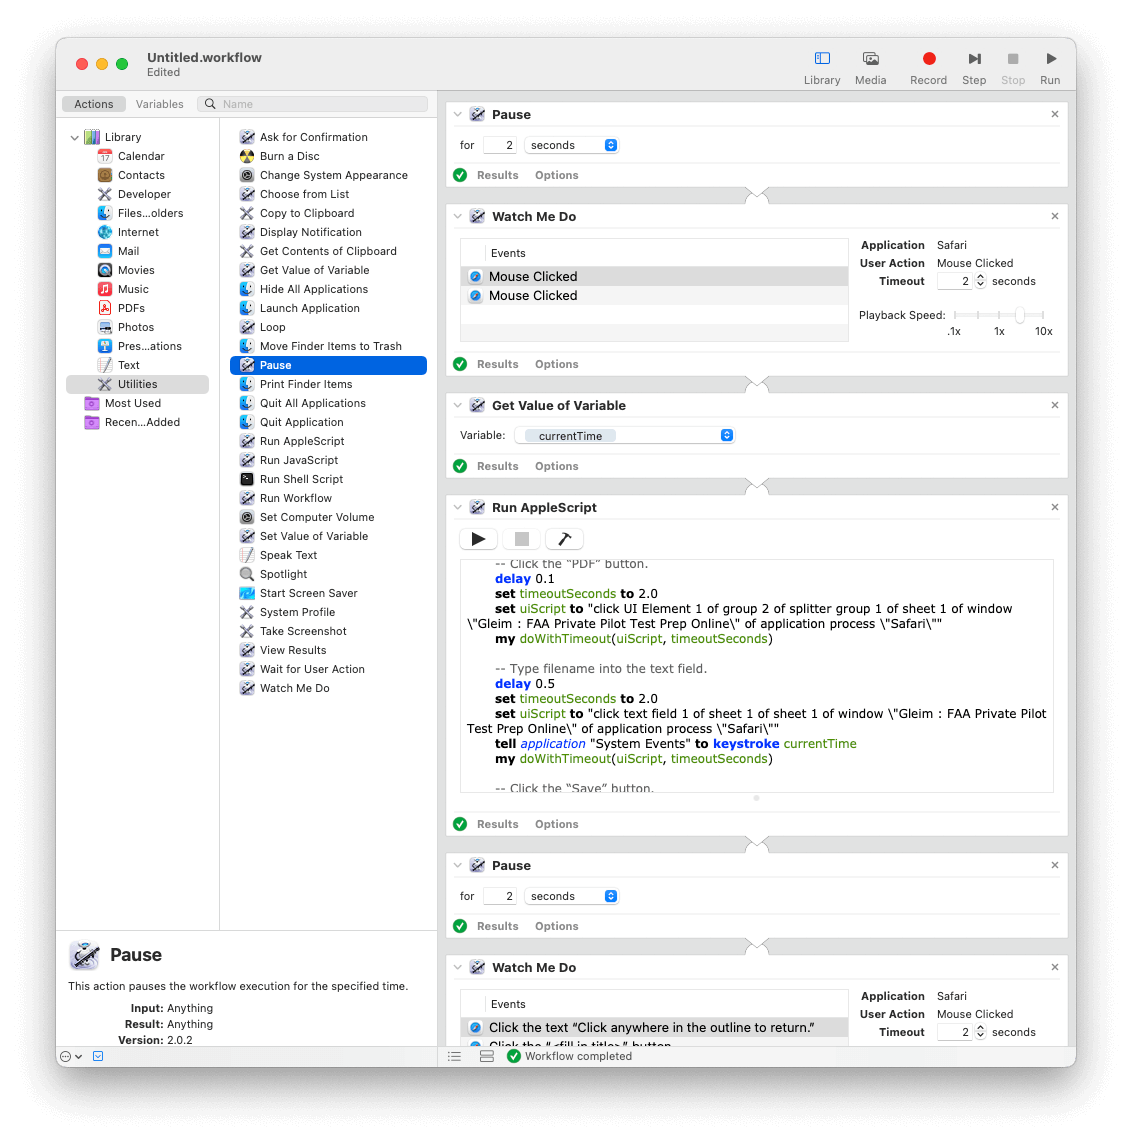 Untitled.workflow
Edited
Library
Media
Record
Step
Stop
Run
Actions
Variables
Name
Library
Calendar
Contacts
Developer
Files...olders
Internet
Mail
Movies
Music
PDFs
Photos
Pres...ations
Text
Utilities
Most Used
Recen...Added
Ask for Confirmation
Burn a Disc
Change System Appearance
Choose from List
Copy to Clipboard
Display Notification
Get Contents of Clipboard
Get Value of Variable
Hide All Applications
Launch Application
Loop
Move Finder Items to Trash
Pause
Print Finder Items
Quit All Applications
Quit Application
Run AppleScript
Run JavaScript
Run Shell Script
Run Workflow
Set Computer Volume
Set Value of Variable
Speak Text
Spotlight
Start Screen Saver
System Profile
Take Screenshot
View Results
Wait for User Action
Watch Me Do
Pause
This action pauses the workflow execution for the specified time.
Input: Anything
Result: Anything
Version: 2.0.2
Pause
for 2 seconds
Results Options
Watch Me Do
Events
Mouse Clicked
Mouse Clicked
Application Safari
User Action Mouse Clicked
Timeout 2 seconds
Playback Speed:
.1x 1x 10x
Results Options
Get Value of Variable
Variable: currentTime
Results Options
Run AppleScript
-- Click the “PDF” button.
delay 0.1
set timeoutSeconds to 2.0
set uiScript to "click UI Element 1 of group 2 of splitter group 1 of sheet 1 of window
\"Gleim : FAA Private Pilot Test Prep Online\" of application process \"Safari\""
my doWithTimeout(uiScript, timeoutSeconds)
-- Type filename into the text field.
delay 0.5
set timeoutSeconds to 2.0
set uiScript to "click text field 1 of sheet 1 of sheet 1 of window \"Gleim : FAA Private Pilot
Test Prep Online\" of application process \"Safari\""
tell application "System Events" to keystroke currentTime
my doWithTimeout(uiScript, timeoutSeconds)
-- Click the “Save” button.
Results Options
Pause
for 2 seconds
Results Options
Watch Me Do
Events
Click the text “Click anywhere in the outline to return.”
Click the “<fill in title>” button
Application Safari
User Action Mouse Clicked
Timeout 2 seconds
Workflow completed